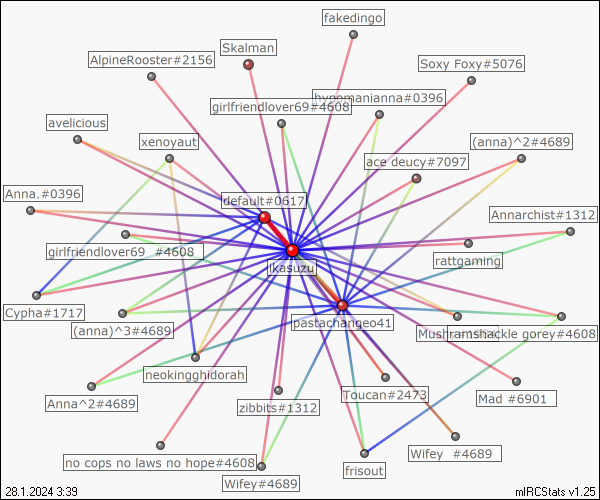 fakedingo
Skalman
AlpineRooster#2156
Soxy Foxy#5076
hypomanianna#0396
girlfriendlover69#4608
avelicious
xenoyaut
(anna)^2#4689
ace deucy#7097
Anna.#0396
default#0617
Annarchist#1312
girlfriendlover69 _#4608
rattgaming
ikasuzu
Cypha#1717
pastachangeo41
(anna)^3#4689
shackle gorey#4608
neokingghidorah
Toucan#2473
Mad_#6901
Anna^2#4689
zibbits#1312
Wifey_#4689
no cops no laws no hope#4608
frisout
Wifey#4689
28.1.2024 3:39
mIRCStats v1.25